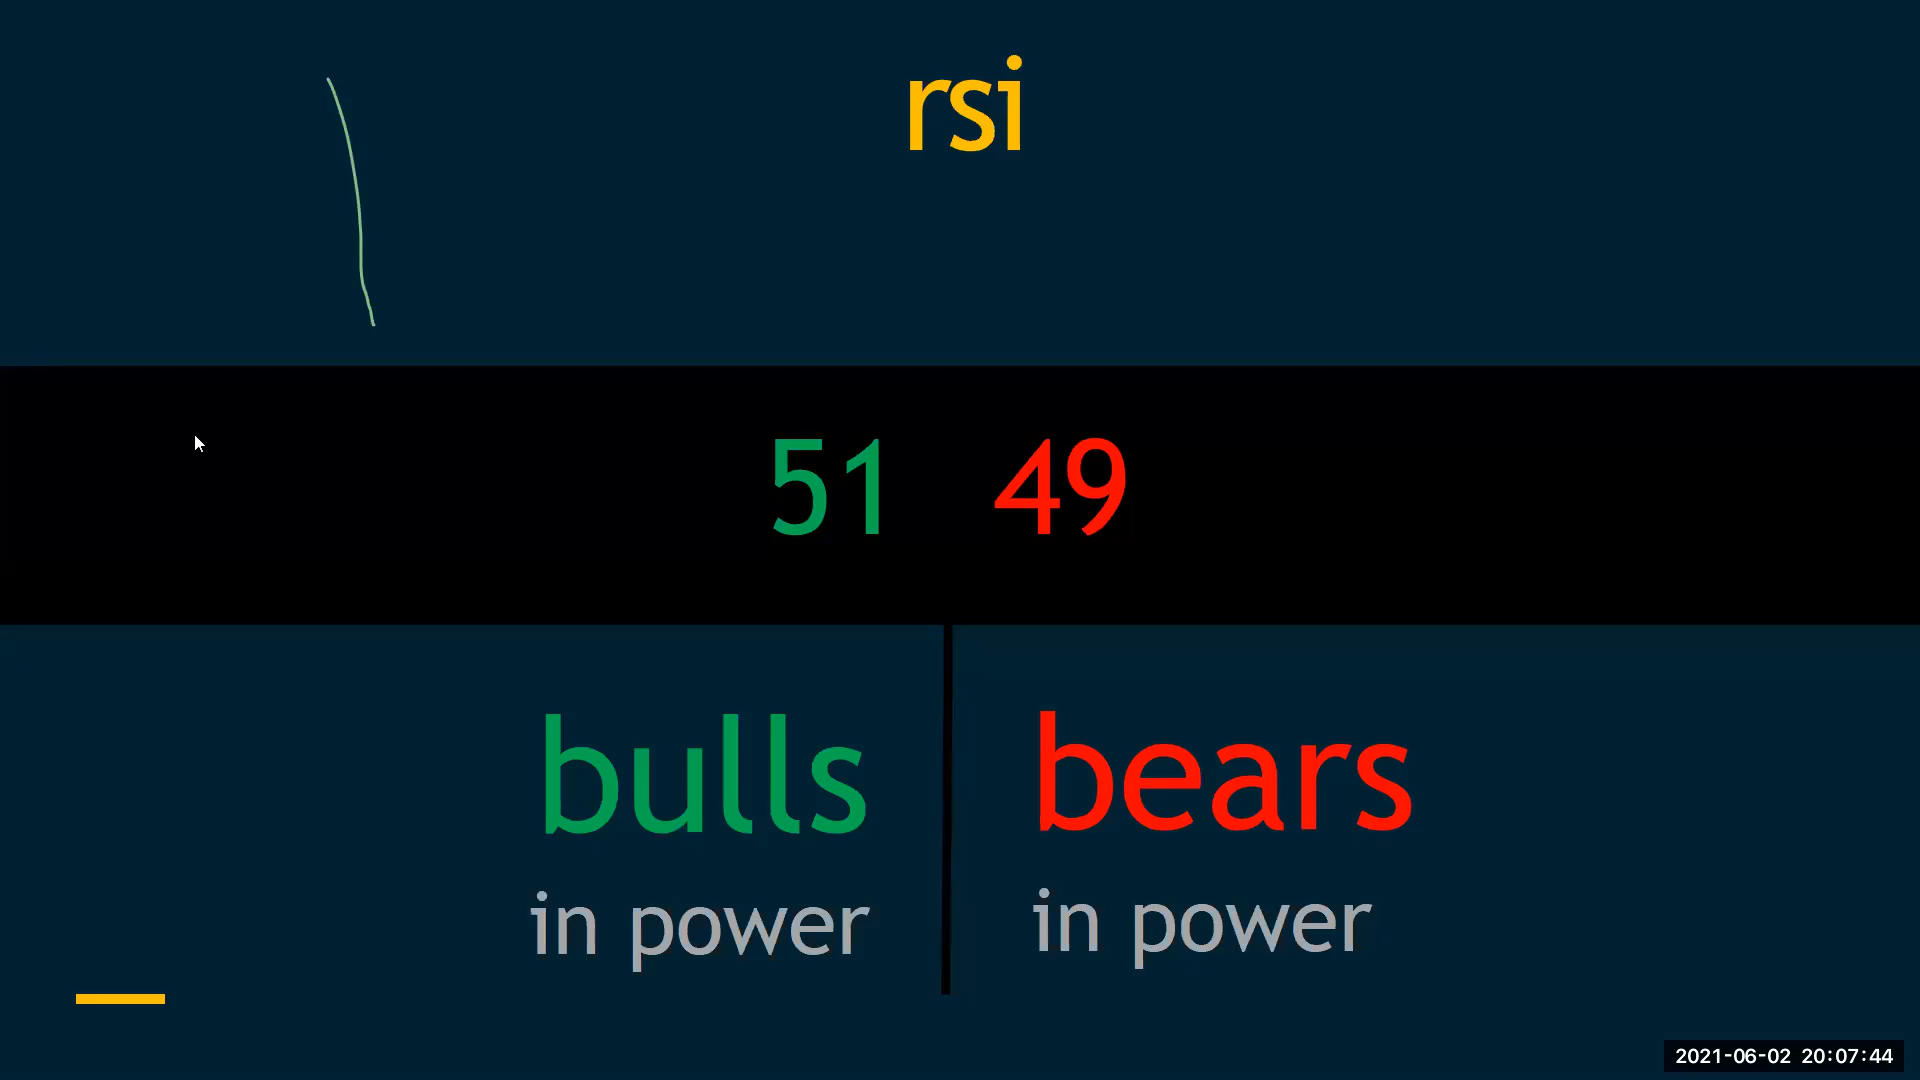 rsi
51 49
bulls bears
in power in power
2021-06-02 20:07:44